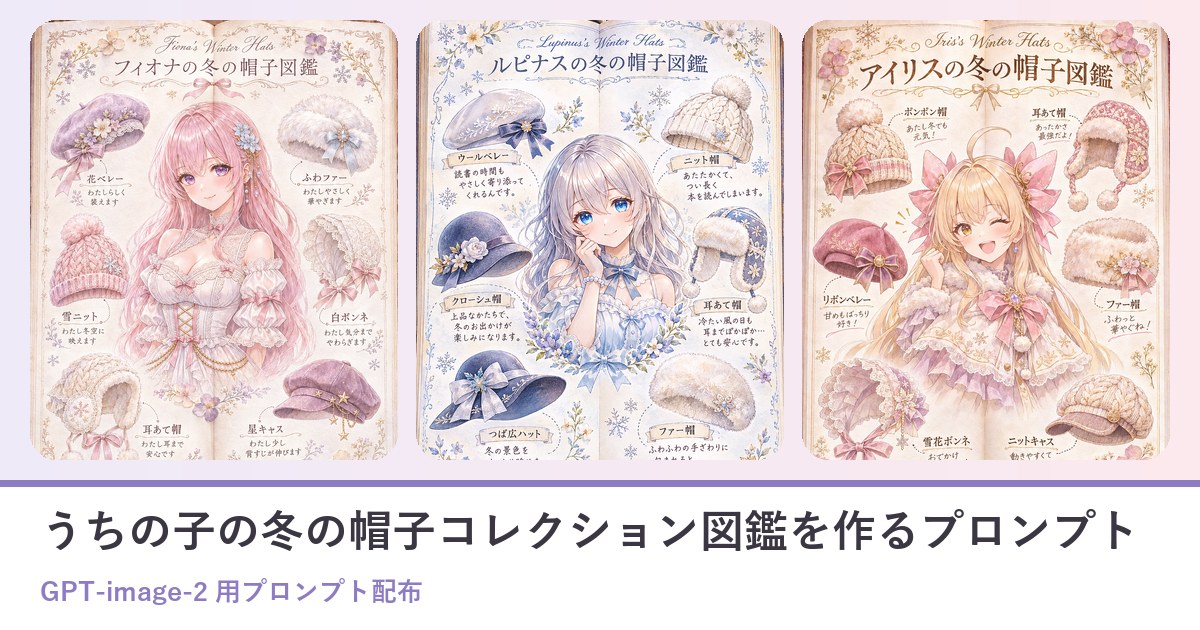 Fiona's Winter Hats
フィオナの冬の帽子図鑑
花ベレー
わたしらしく
装えます
ふわファー
わたしやさしく
華やぎます
雪ニット
わたし冬空に
映えます
白ボンネ
わたし気分まで
やわらぎます
耳あて帽
わたし耳まで
安心です
星キャス
わたし少し
背すじが伸びます
Lupinus's Winter Hats
ルピナスの冬の帽子図鑑
ウールベレー
読書の時間も
やさしく寄り添って
くれるんです。
ニット帽
あたたかくて、
つい長く
本を読んでしまいます。
クローシュ帽
上品なかたちで、
冬のお出かけが
楽しみになります。
耳あて帽
冷たい風の日も
耳までぽかぽか…
とても安心です。
つば広ハット
冬の景色を
ファー帽
ふわふわの手ざわりに
Iris's Winter Hats
アイリスの冬の帽子図鑑
ポンポン帽
あたし冬でも
元気！
耳あて帽
あったかさ
最強だよ！
リボンベレー
甘めもばっちり
好き！
ファー帽
ふわっと
華やぐね！
雪花ボンネ
おでかけ
ニットキャス
動きやすくて
うちの子の冬の帽子コレクション図鑑を作るプロンプト
GPT-image-2 用プロンプト配布